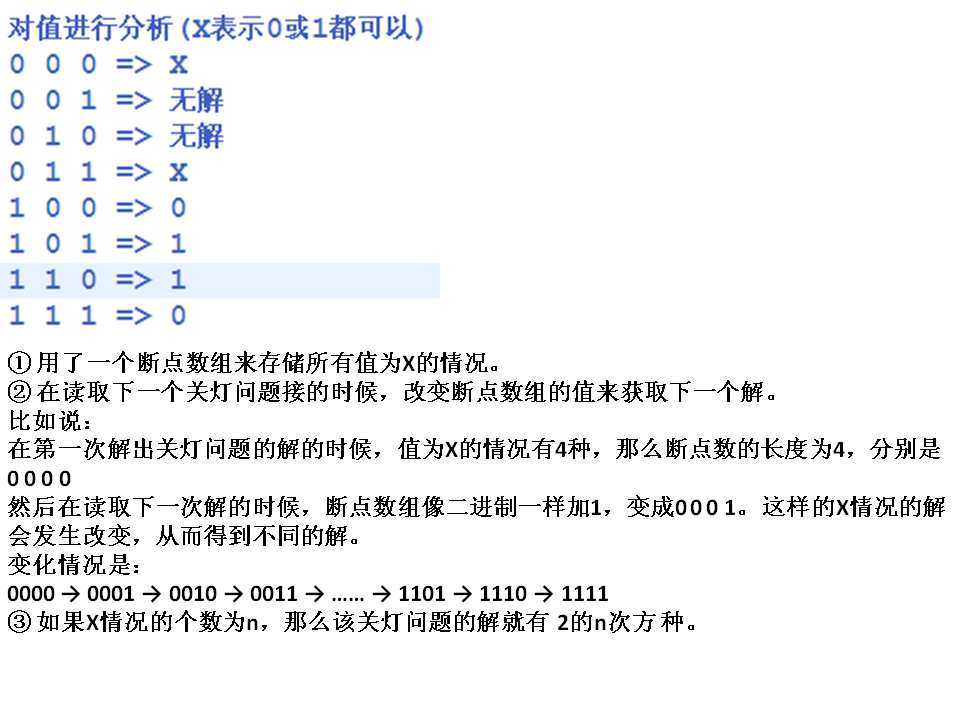 对值进行分析(X表示0或1都可以)
0 0 0 => X
0 0 1 => 无解
0 1 0 => 无解
0 1 1 => X
1 0 0 => 0
1 0 1 => 1
1 1 0 => 1
1 1 1 => 0
① 用了一个断点数组来存储所有值为X的情况。
② 在读取下一个关灯问题接的时候，改变断点数组的值来获取下一个解。
比如说：
在第一次解出关灯问题的解的时候，值为X的情况有4种，那么断点数的长度为4，分别是
0 0 0 0
然后在读取下一次解的时候，断点数组像二进制一样加1，变成0 0 0 1。这样的X情况的解
会发生改变，从而得到不同的解。
变化情况是：
0000 → 0001 → 0010 → 0011 → …… → 1101 → 1110 → 1111
③ 如果X情况的个数为n，那么该关灯问题的解就有 2的n次方 种。